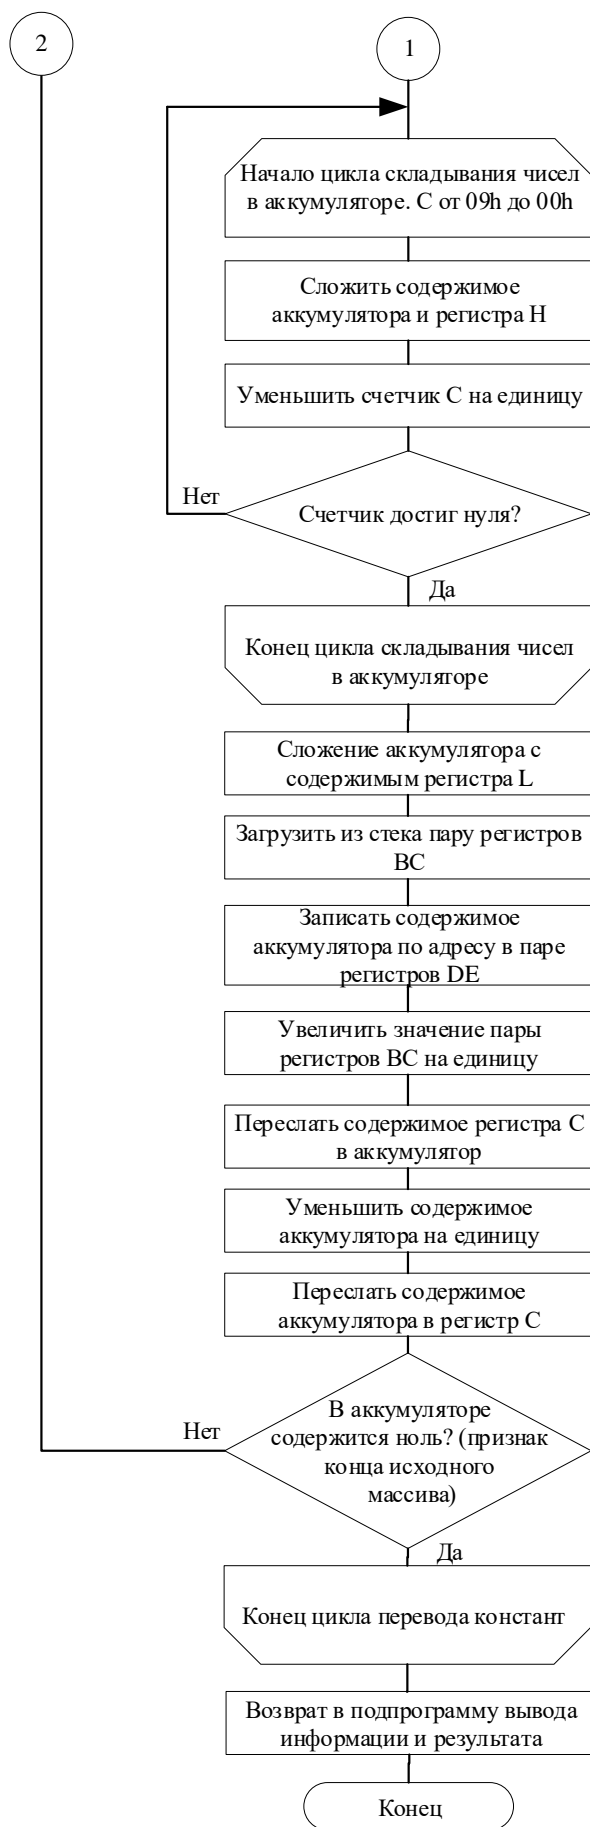 2
1
Начало цикла складывания чисел
в аккумуляторе. С от 09h до 00h
Сложить содержимое
аккумулятора и регистра H
Уменьшить счетчик С на единицу
Нет
Счетчик достиг нуля?
Да
Конец цикла складывания чисел
в аккумуляторе
Сложение аккумулятора с
содержимым регистра L
Загрузить из стека пару регистров
BC
Записать содержимое
аккумулятора по адресу в паре
регистров DE
Увеличить значение пары
регистров BC на единицу
Переслать содержимое регистра C
в аккумулятор
Уменьшить содержимое
аккумулятора на единицу
Переслать содержимое
аккумулятора в регистр C
Нет
В аккумуляторе
содержится ноль? (признак
конца исходного
массива)
Да
Конец цикла перевода констант
Возврат в подпрограмму вывода
информации и результата
Конец